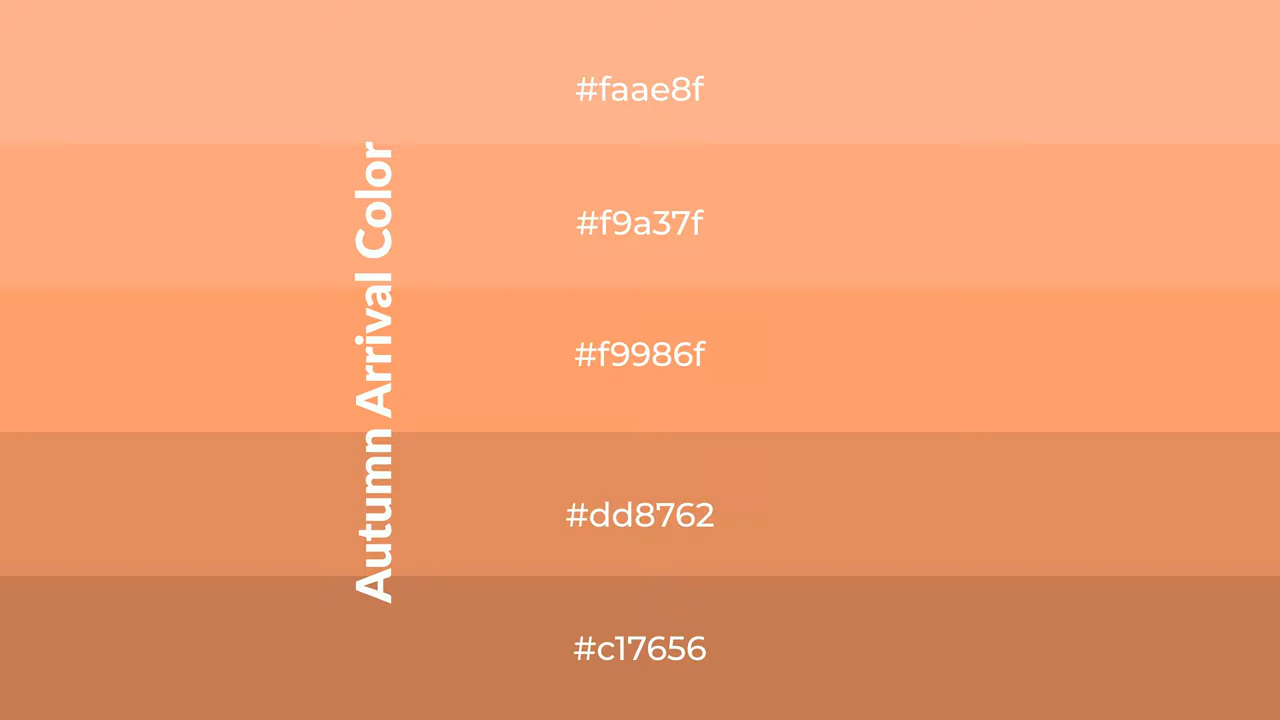 Autumn Arrival Color
#faae8f
#f9a37f
#f9986f
#dd8762
#c17656